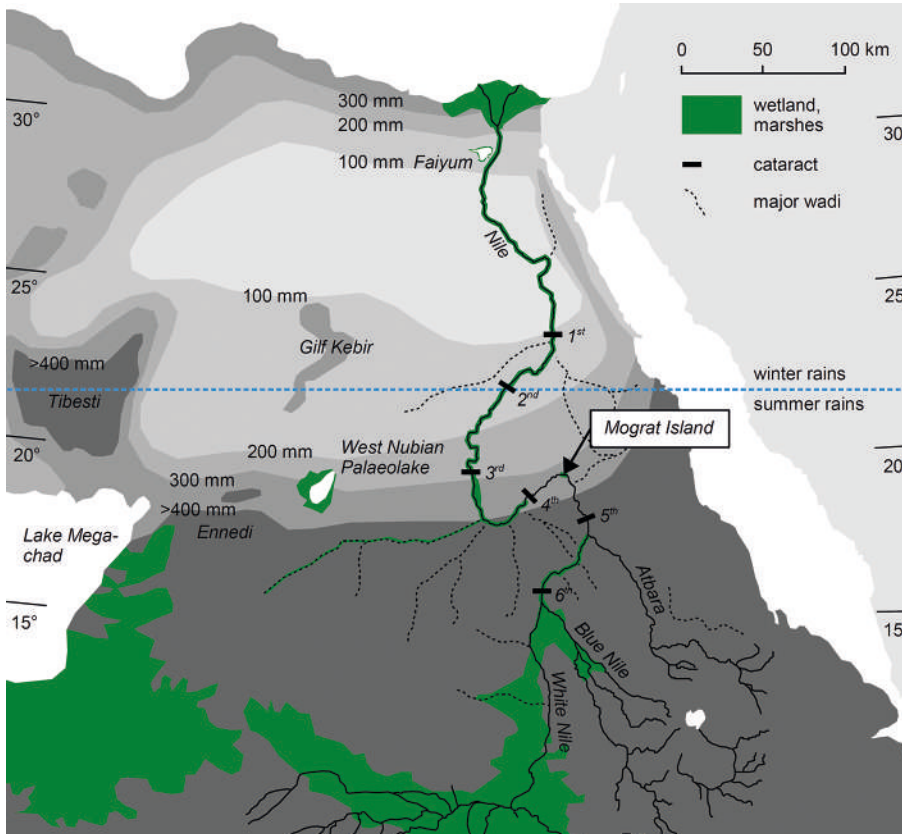 0 50 100 km
wetland,
marshes
cataract
major wadi
300 mm
200 mm
100 mm
Faiyum
30°
30
Nile
25°
25
100 mm
1st
Gilf Kebir
>400 mm
Tibesti
winter rains
summer rains
2nd
Mograt Island
20°
20
200 mm
West Nubian
Palaeolake
3rd
300 mm
4th
>400 mm
5th
Ennedi
Lake Mega-
chad
Atbara
6th
15°
15
Blue Nile
White Nile